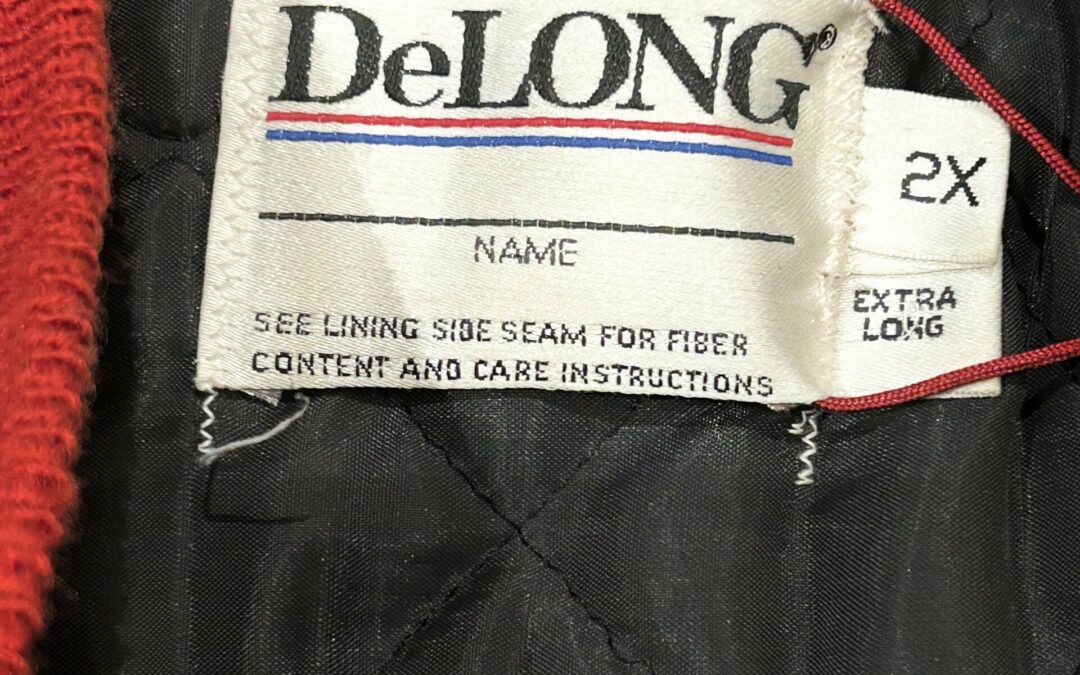 DeLONG®
2X
NAME
EXTRA
LONG
SEE LINING SIDE SEAM FOR FIBER
CONTENT AND CARE INSTRUCTIONS